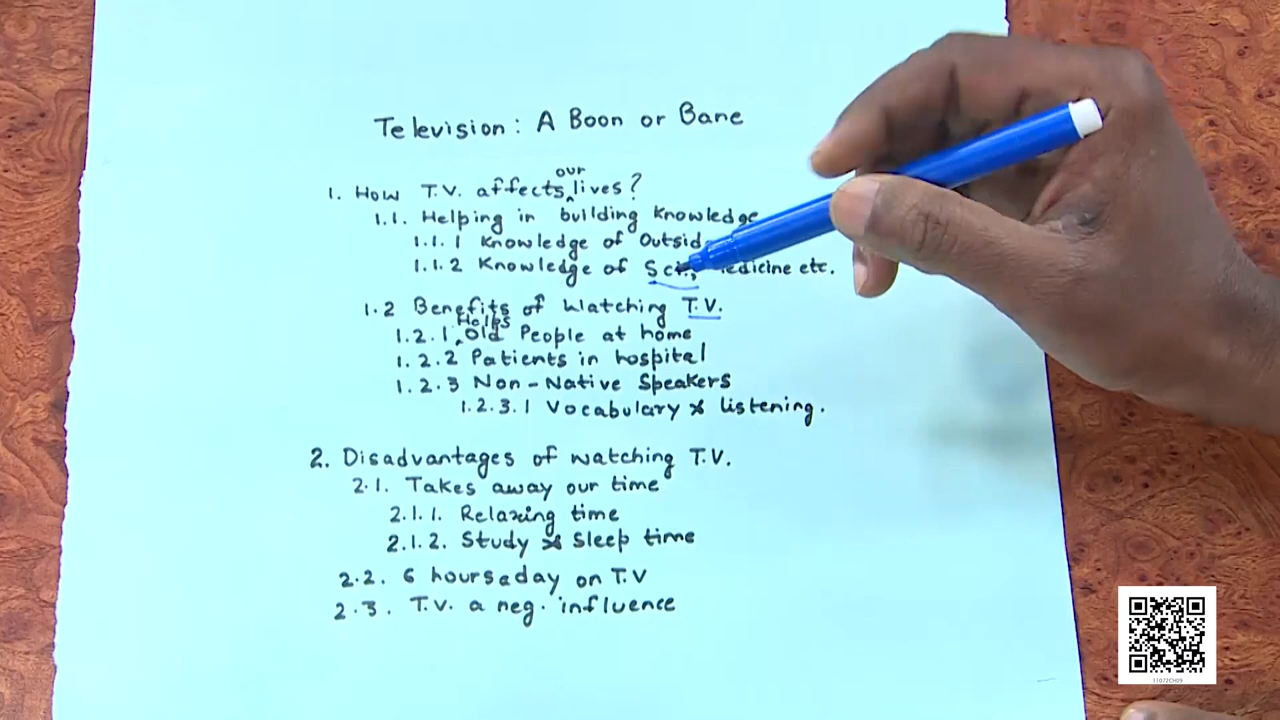 Television: A Boon or Bane
1. How T.V. affects our lives?
1.1. Helping in building Knowledge
1.1.1 Knowledge of
1.1.2 Knowledge of etc.
1.2 Benefits of Watching T.V.
1.2.1 Helps Old People at home
1.2.2 Patients in hospital
1.2.3 Non-Native Speakers
1.2.3.1 Vocabulary & listening.
2. Disadvantages of watching T.V.
2.1. Takes away our time
2.1.1. Relaxing time
2.1.2. Study & Sleep time
2.2. 6 hours a day on T.V
2.3. T.V. a neg. influence
11072CH09